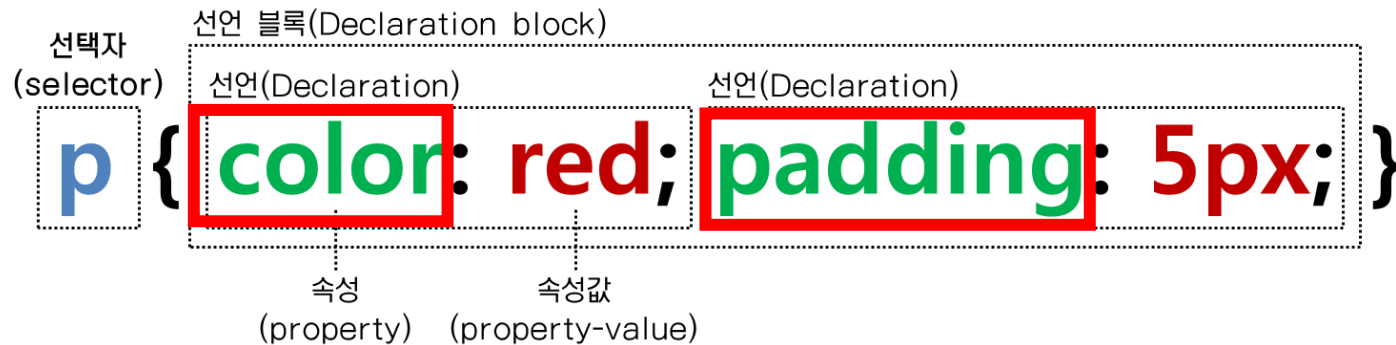 선언 블록(Declaration block)
선택자
(selector)
선언(Declaration)
선언(Declaration)
p { color: red; padding: 5px; }
속성
(property)
속성값
(property-value)